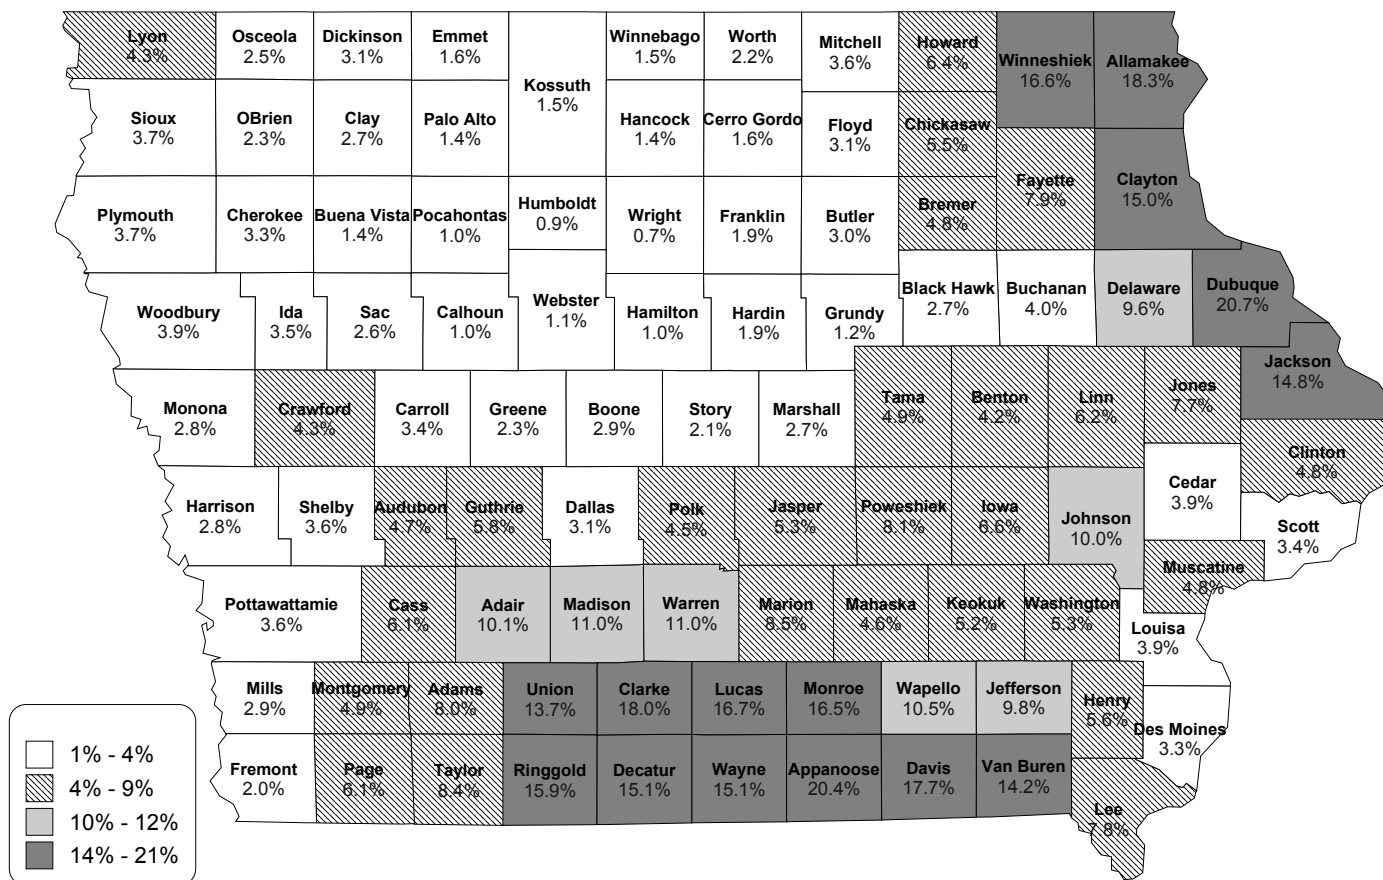 Lyon
4.3%
Osceola
2.5%
Dickinson
3.1%
Emmet
1.6%
Kossuth
1.5%
Winnebago
1.5%
Worth
2.2%
Mitchell
3.6%
Howard
6.4%
Winneshiek
16.6%
Allamakee
18.3%
Sioux
3.7%
OBrien
2.3%
Clay
2.7%
Palo Alto
1.4%
Hancock
1.4%
Cerro Gordo
1.6%
Floyd
3.1%
Chickasaw
5.5%
Fayette
7.9%
Clayton
15.0%
Plymouth
3.7%
Cherokee
3.3%
Buena Vista
1.4%
Pocahontas
1.0%
Humboldt
0.9%
Wright
0.7%
Franklin
1.9%
Butler
3.0%
Bremer
4.8%
Woodbury
3.9%
Ida
3.5%
Sac
2.6%
Calhoun
1.0%
Webster
1.1%
Hamilton
1.0%
Hardin
1.9%
Grundy
1.2%
Black Hawk
2.7%
Buchanan
4.0%
Delaware
9.6%
Dubuque
20.7%
Monona
2.8%
Crawford
4.3%
Carroll
3.4%
Greene
2.3%
Boone
2.9%
Story
2.1%
Marshall
2.7%
Tama
4.9%
Benton
4.2%
Linn
6.2%
Jones
7.7%
Jackson
14.8%
Clinton
4.8%
Harrison
2.8%
Shelby
3.6%
Audubon
4.7%
Guthrie
5.8%
Dallas
3.1%
Polk
4.5%
Jasper
5.3%
Poweshiek
8.1%
Iowa
6.6%
Johnson
10.0%
Cedar
3.9%
Scott
3.4%
Muscatine
4.8%
Pottawattamie
3.6%
Cass
6.1%
Adair
10.1%
Madison
11.0%
Warren
11.0%
Marion
8.5%
Mahaska
4.6%
Keokuk
5.2%
Washington
5.3%
Louisa
3.9%
Mills
2.9%
Montgomery
4.9%
Adams
8.0%
Union
13.7%
Clarke
18.0%
Lucas
16.7%
Monroe
16.5%
Wapello
10.5%
Jefferson
9.8%
Henry
5.6%
Des Moines
3.3%
Fremont
2.0%
Page
6.1%
Taylor
8.4%
Ringgold
15.9%
Decatur
15.1%
Wayne
15.1%
Appanoose
20.4%
Davis
17.7%
Van Buren
14.2%
Lee
7.8%
1% - 4%
4% - 9%
10% - 12%
14% - 21%